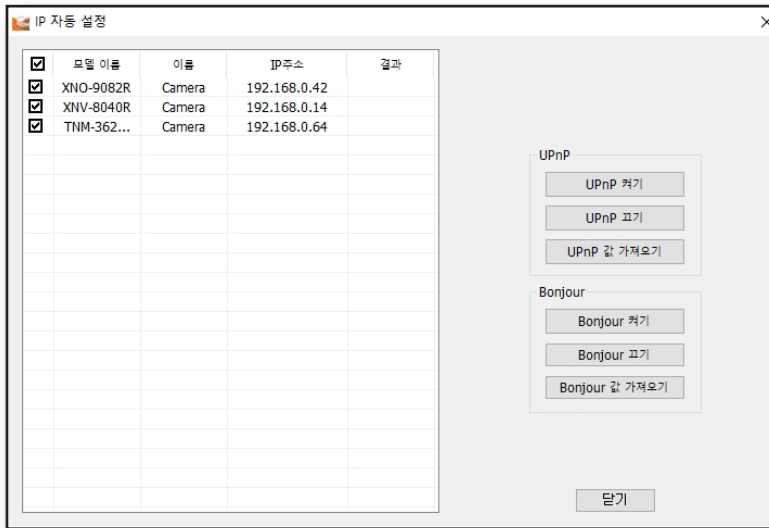 IP 자동 설정
모델 이름 이름 IP주소 결과
XNO-9082R Camera 192.168.0.42
XNV-8040R Camera 192.168.0.14
TNM-362... Camera 192.168.0.64
UPnP
UPnP 켜기
UPnP 끄기
UPnP 값 가져오기
Bonjour
Bonjour 켜기
Bonjour 끄기
Bonjour 값 가져오기
닫기